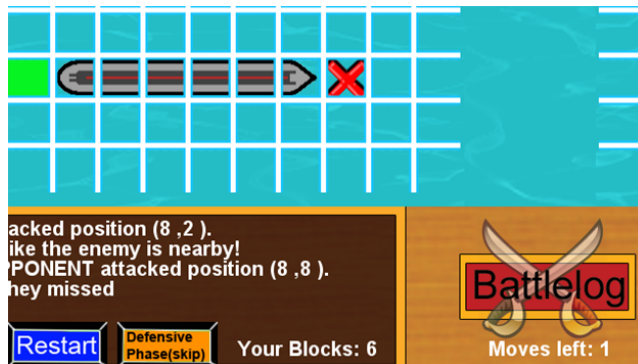 acked position (8 ,2 ).
ike the enemy is nearby!
PPONENT attacked position (8 ,8 ).
hey missed
Battlelog
Restart
Defensive
Phase(skip)
Your Blocks: 6
Moves left: 1